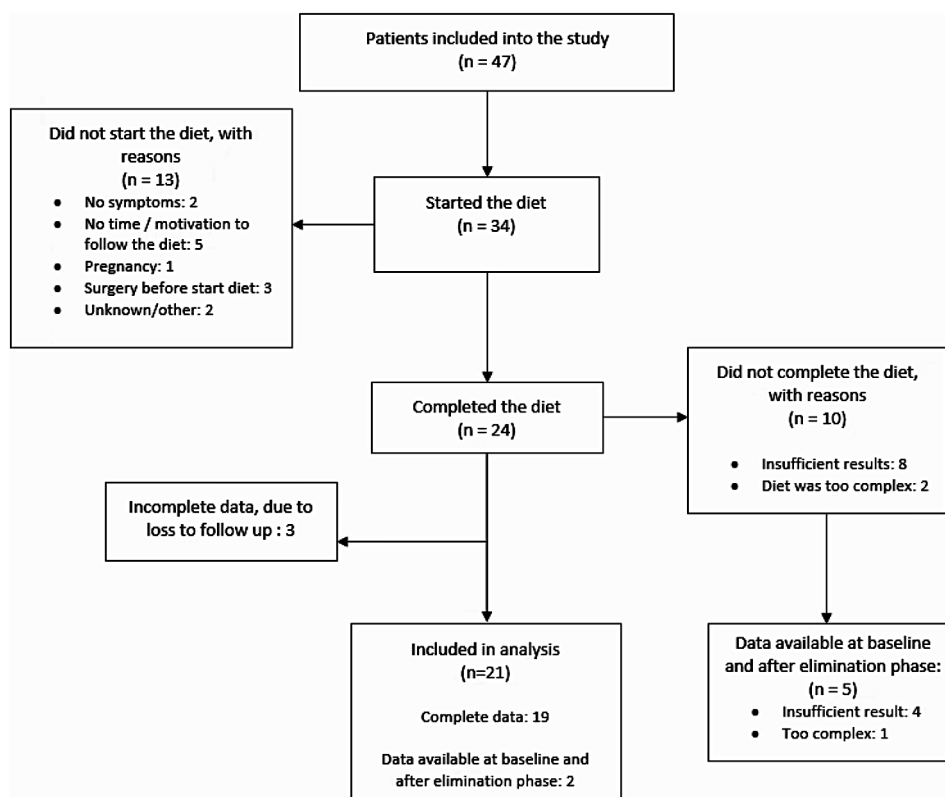 Patients included into the study
(n = 47)
Did not start the diet, with
reasons
(n = 13)
• No symptoms: 2
• No time / motivation to
follow the diet: 5
• Pregnancy: 1
• Surgery before start diet: 3
• Unknown/other: 2
Started the diet
(n = 34)
Completed the diet
(n = 24)
Did not complete the diet,
with reasons
(n = 10)
• Insufficient results: 8
• Diet was too complex: 2
Incomplete data, due to
loss to follow up : 3
Included in analysis
(n=21)
Complete data: 19
Data available at baseline and
after elimination phase: 2
Data available at baseline
and after elimination phase:
(n = 5)
• Insufficient result: 4
• Too complex: 1